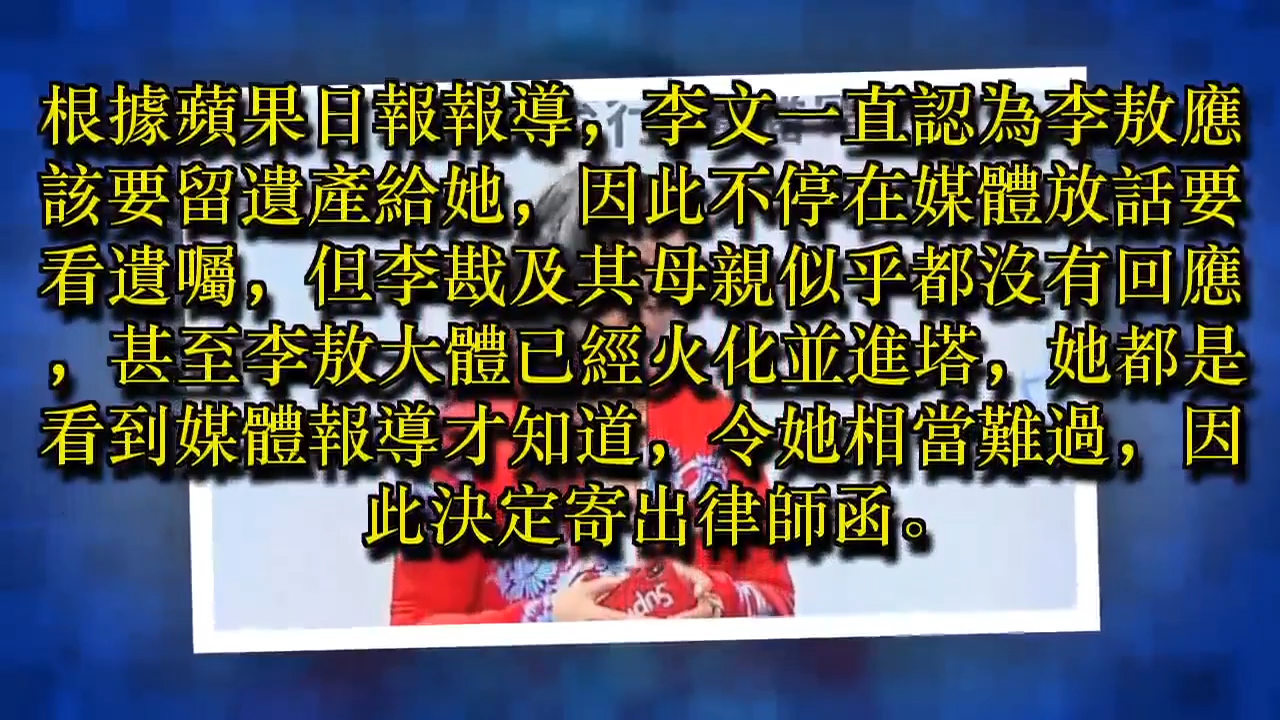 根據蘋果日報報導，李文一直認為李敖應
該要留遺產給她，因此不停在媒體放話要
看遺囑，但李戡及其母親似乎都沒有回應
，甚至李敖大體已經火化並進塔，她都是
看到媒體報導才知道，令她相當難過，因
此決定寄出律師函。
行
Sup